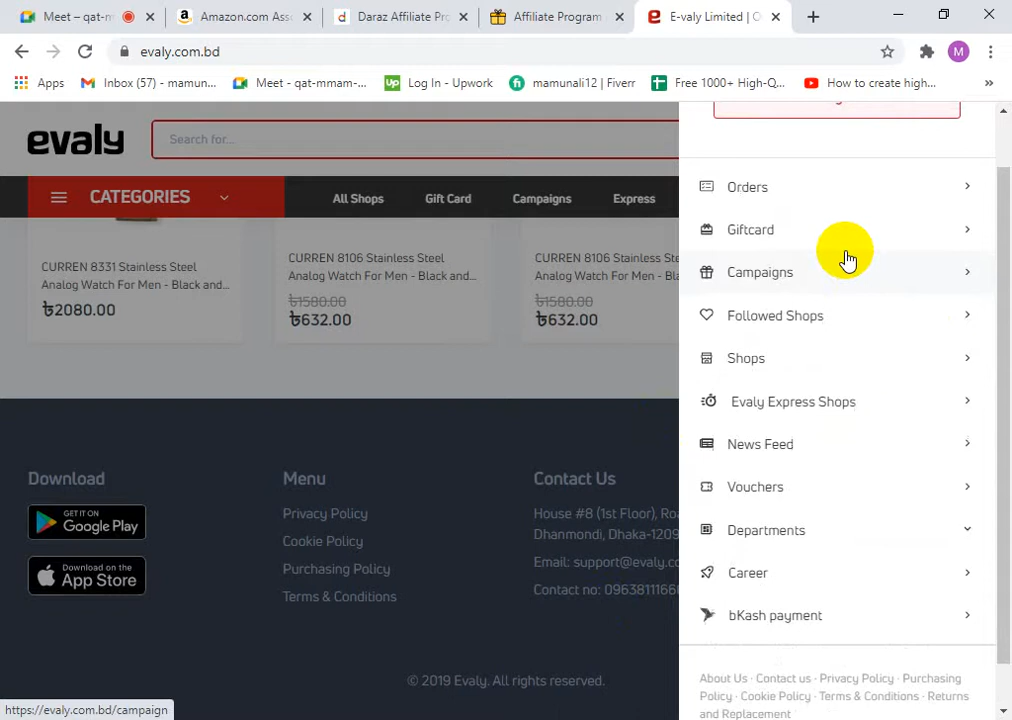 Meet – qat-m
Amazon.com Ass
Daraz Affiliate Pro
Affiliate Program
E-valy Limited | O
evaly.com.bd
M
Apps
Inbox (57) - mamun...
Meet - qat-mmam-...
Up
Log In - Upwork
mamunali12 | Fiverr
Free 1000+ High-Q...
How to create high...
evaly
Search for...
CATEGORIES
All Shops
Gift Card
Campaigns
Express
CURREN 8331 Stainless Steel
Analog Watch For Men - Black and...
৳2080.00
CURREN 8106 Stainless Steel
Analog Watch For Men - Black and...
৳1580.00
৳632.00
CURREN 8106 Stainless Steel
Analog Watch For Men - Black and
৳1580.00
৳632.00
Orders
Giftcard
Campaigns
Followed Shops
Shops
Evaly Express Shops
News Feed
Vouchers
Departments
Career
bKash payment
About Us · Contact us · Privacy Policy · Purchasing
Policy · Cookie Policy · Terms & Conditions · Returns
and Replacement
Download
GET IT ON
Google Play
Download on the
App Store
Menu
Privacy Policy
Cookie Policy
Purchasing Policy
Terms & Conditions
Contact Us
House #8 (1st Floor), Roa
Dhanmondi, Dhaka-1209
Email: support@evaly.co
Contact no: 0963811166
© 2019 Evaly. All rights reserved.
https://evaly.com.bd/campaign